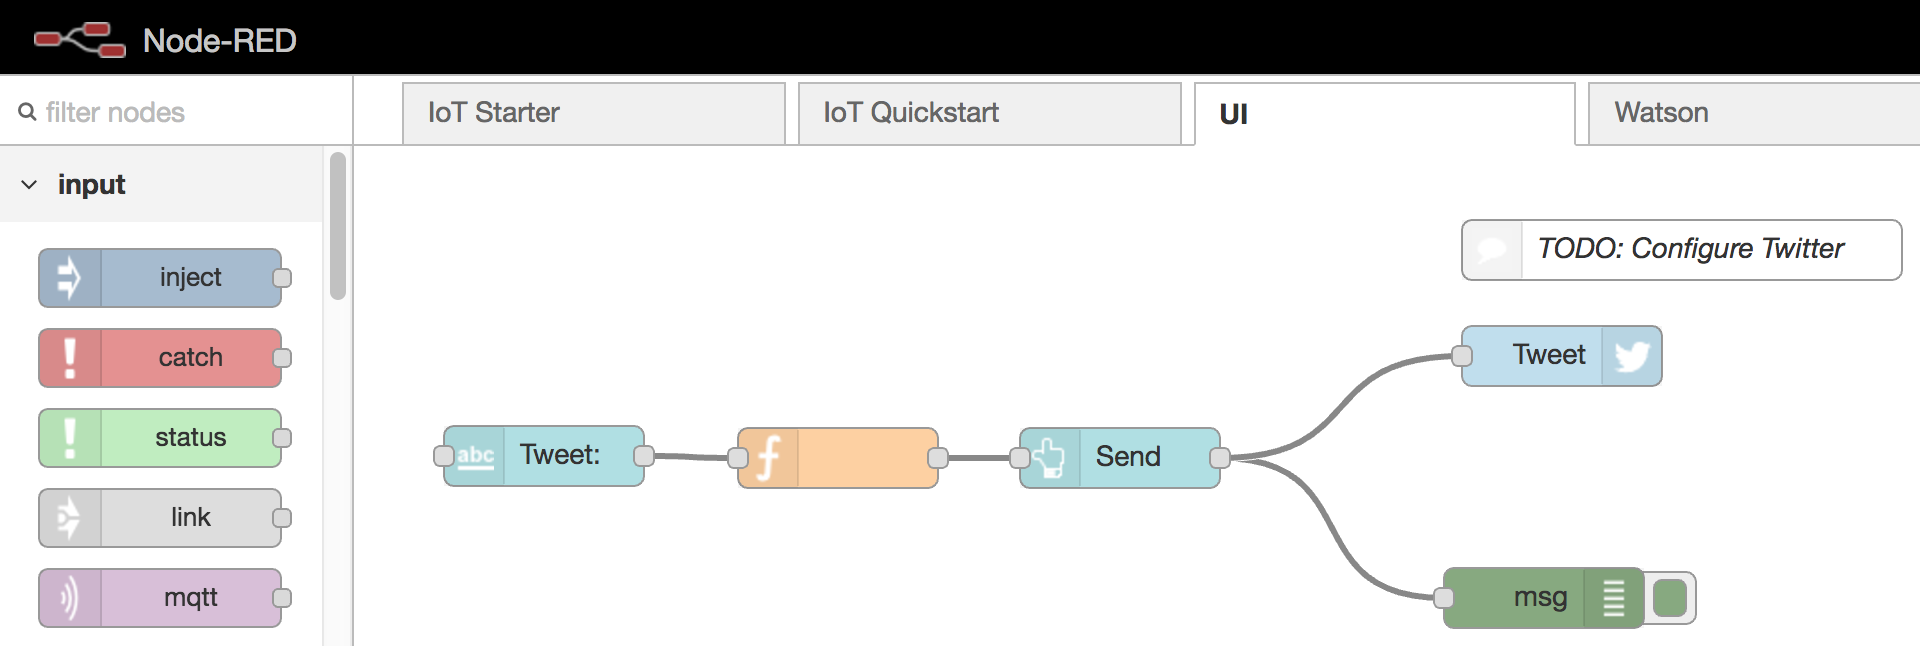 Node-RED
filter nodes
IoT Starter
IoT Quickstart
UI
Watson
input
inject
catch
status
link
mqtt
TODO: Configure Twitter
Tweet
abc Tweet:
f
Send
msg